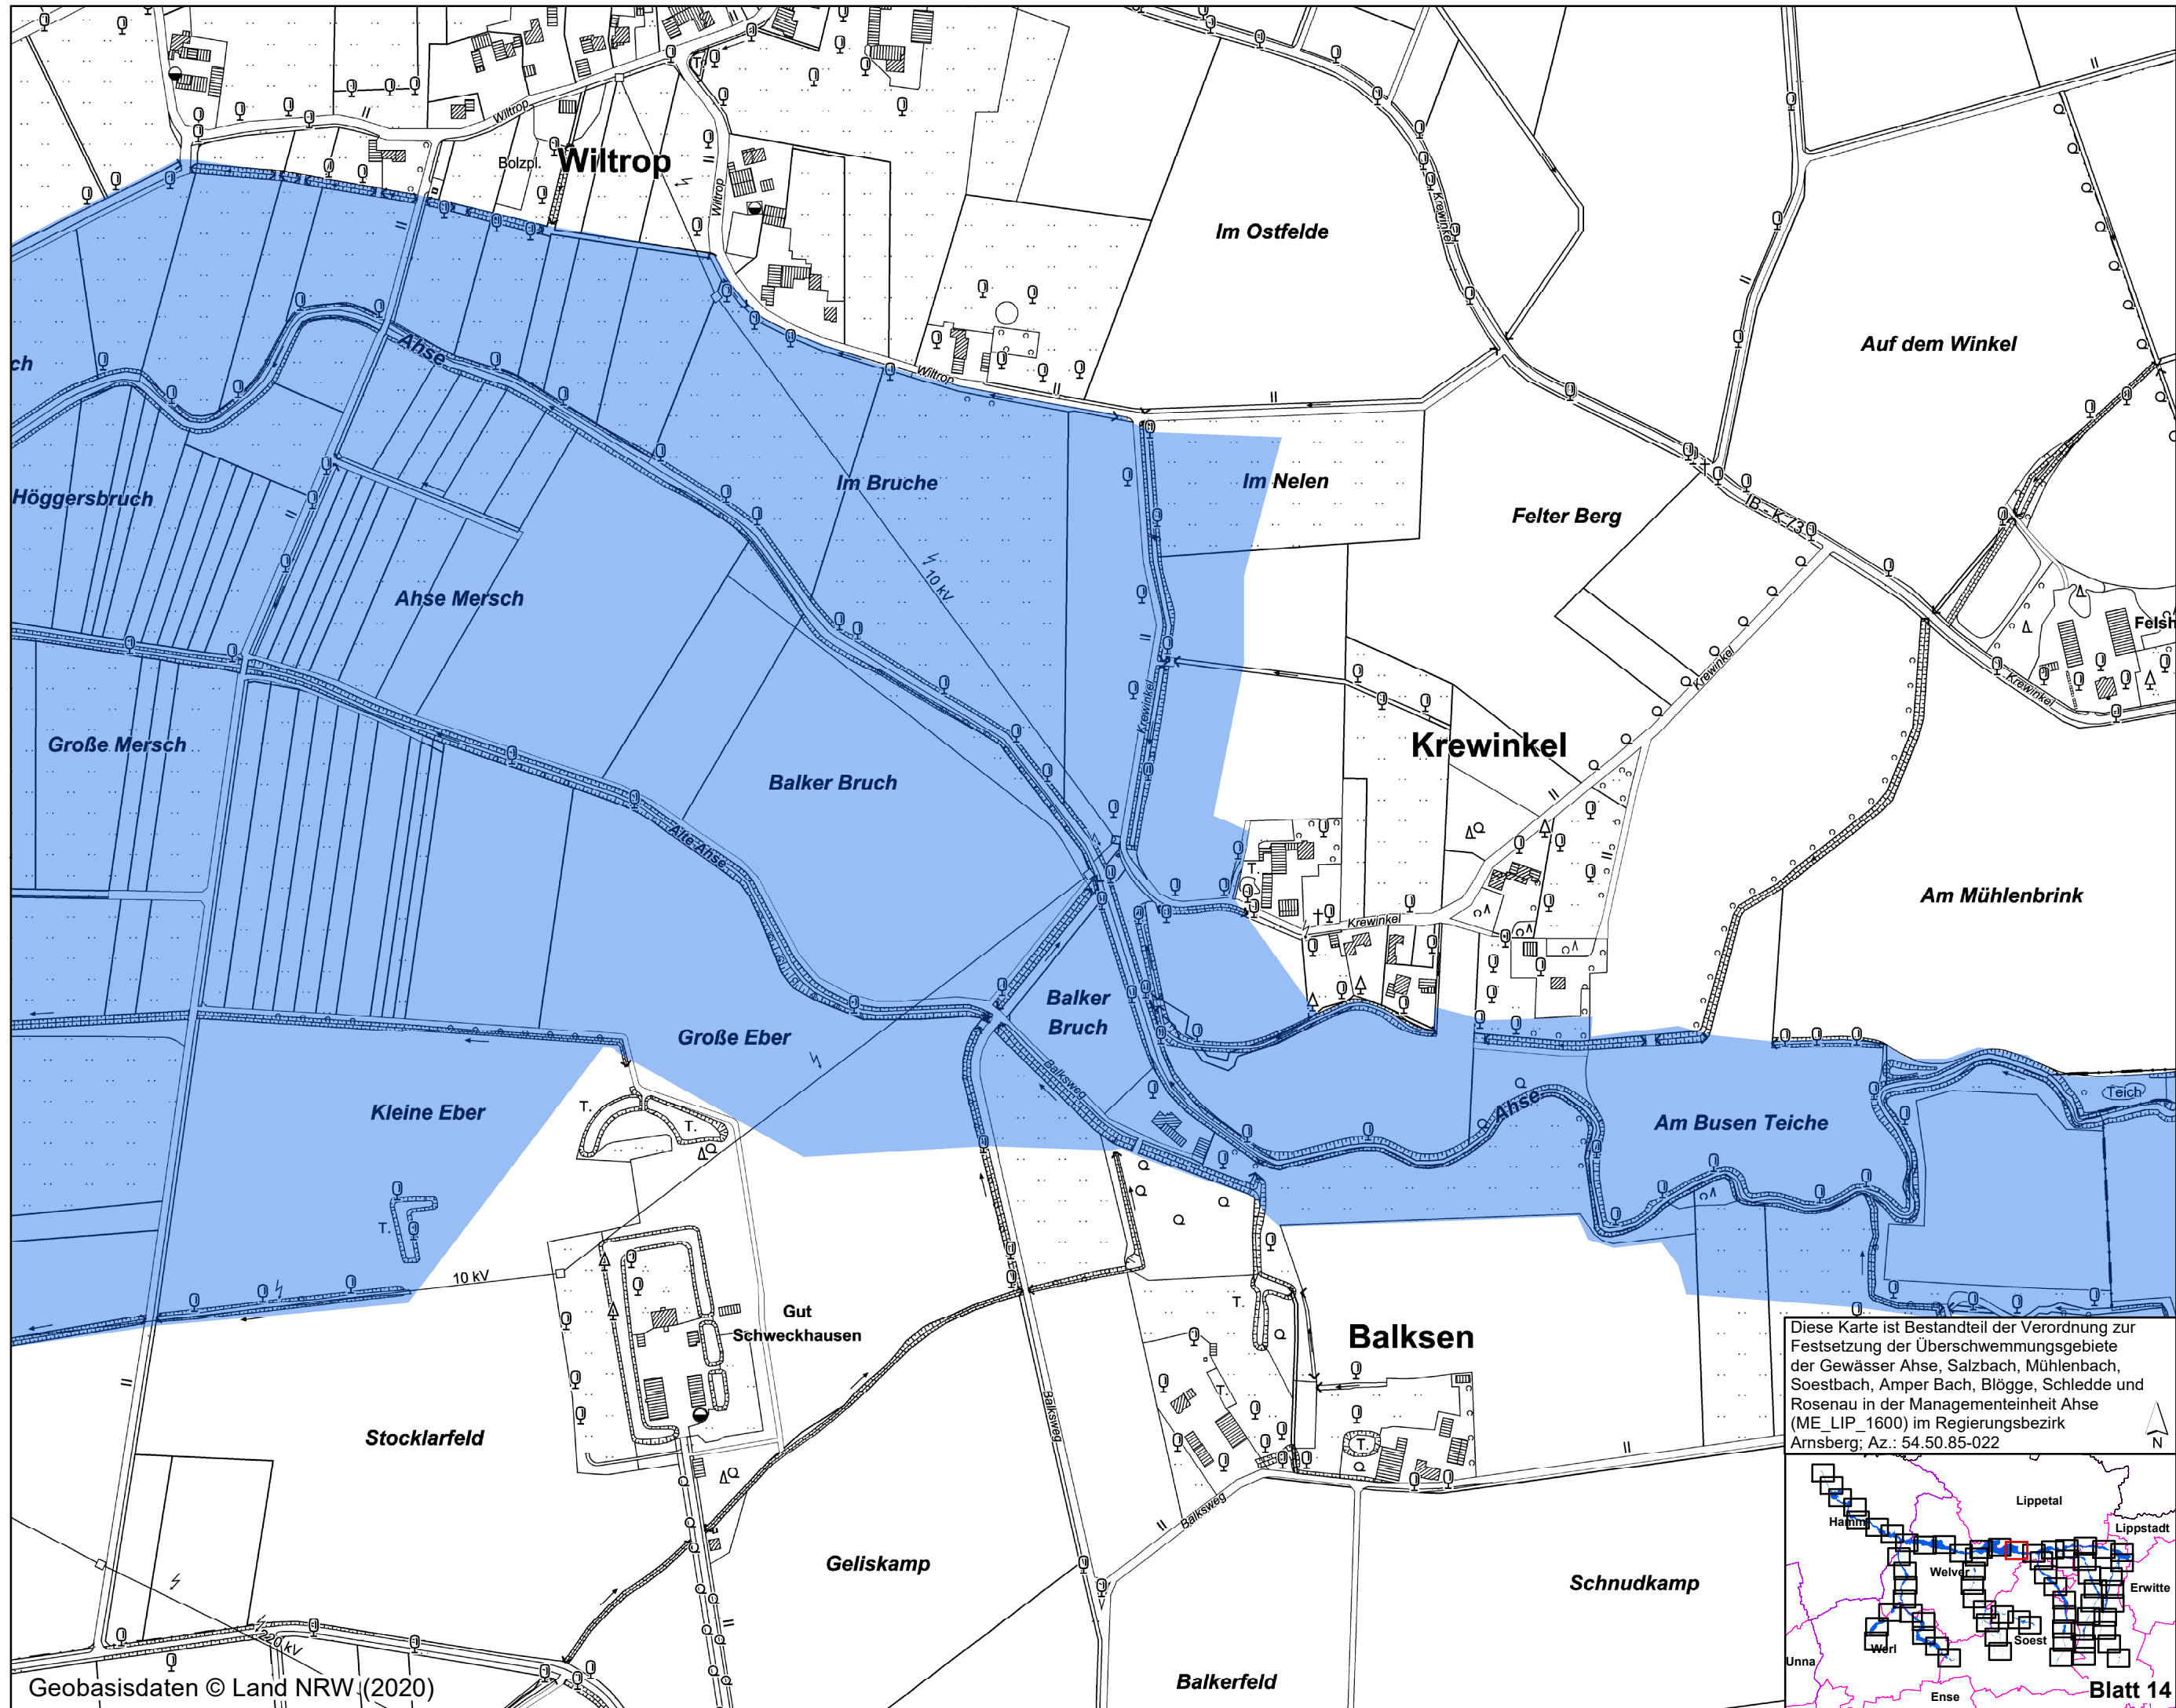 Wiltrop
Bolzpl.
Wiltrop
Wiltrop
Im Ostfelde
Krewinkel
Auf dem Winkel
ch
Ahse
Wiltrop
Höggersbruch
Im Bruche
Im Nelen
Felter Berg
IB - K 73
10 kV
Ahse Mersch
Felsh
Krewinkel
Krewinkel
Krewinkel
Große Mersch
Krewinkel
Balker Bruch
Alte Ahse
T.
Am Mühlenbrink
Krewinkel
Balker
Bruch
Große Eber
Balksweg
Kleine Eber
T.
T.
Ahse
Am Busen Teiche
Teich
T.
10 kV
T.
Gut
Schweckhausen
Balksen
T.
T.
Balksweg
Stocklarfeld
Balksweg
Geliskamp
Schnudkamp
220 kV
Balkerfeld
Geobasisdaten © Land NRW (2020)
Diese Karte ist Bestandteil der Verordnung zur
Festsetzung der Überschwemmungsgebiete
der Gewässer Ahse, Salzbach, Mühlenbach,
Soestbach, Amper Bach, Blögge, Schledde und
Rosenau in der Managementeinheit Ahse
(ME_LIP_1600) im Regierungsbezirk
Arnsberg; Az.: 54.50.85-022
N
Lippetal
Hamm
Lippstadt
Welver
Erwitte
Werl
Soest
Unna
Ense
Blatt 14